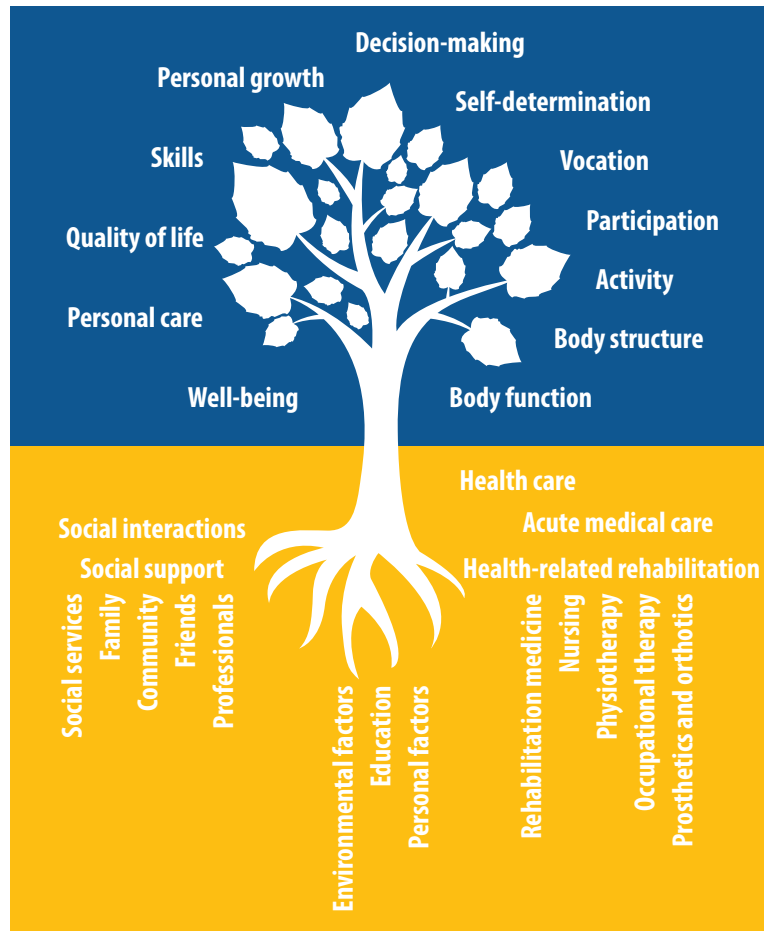 Decision-making
Personal growth
Self-determination
Skills
Vocation
Participation
Quality of life
Activity
Personal care
Body structure
Well-being
Body function
Health care
Social interactions
Acute medical care
Social support
Health-related rehabilitation
Social services
Family
Community
Friends
Professionals
Environmental factors
Education
Personal factors
Rehabilitation medicine
Nursing
Physiotherapy
Occupational therapy
Prosthetics and orthotics